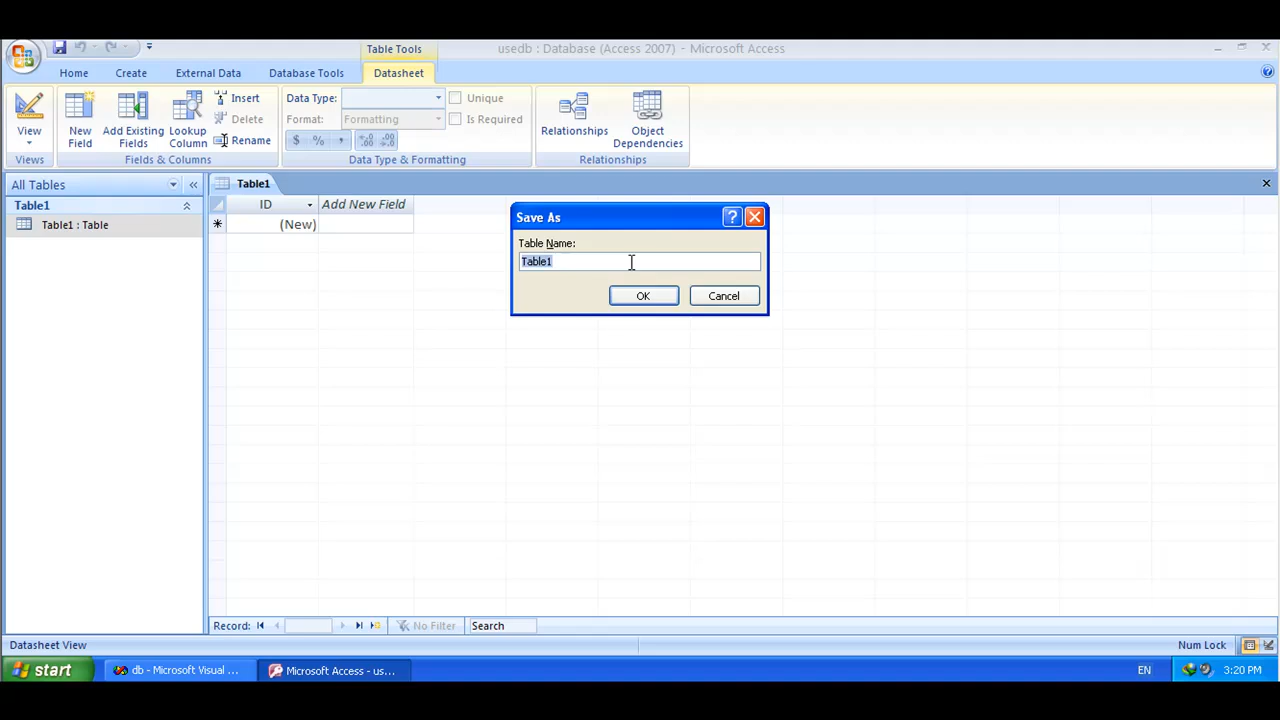 Table Tools
usedb : Database (Access 2007) - Microsoft Access
Home Create External Data Database Tools Datasheet
View
Views
New Field
Add Existing Fields
Lookup Column
Insert
Delete
Rename
Fields & Columns
Data Type:
Unique
Format: Formatting
Is Required
$ % ,
Data Type & Formatting
Relationships
Object Dependencies
Relationships
All Tables
Table1
Table1 : Table
Table1
ID Add New Field
(New)
Save As
Table Name:
Table1
OK Cancel
Record: No Filter Search
Datasheet View Num Lock
start db - Microsoft Visual ... Microsoft Access - us... EN 3:20 PM